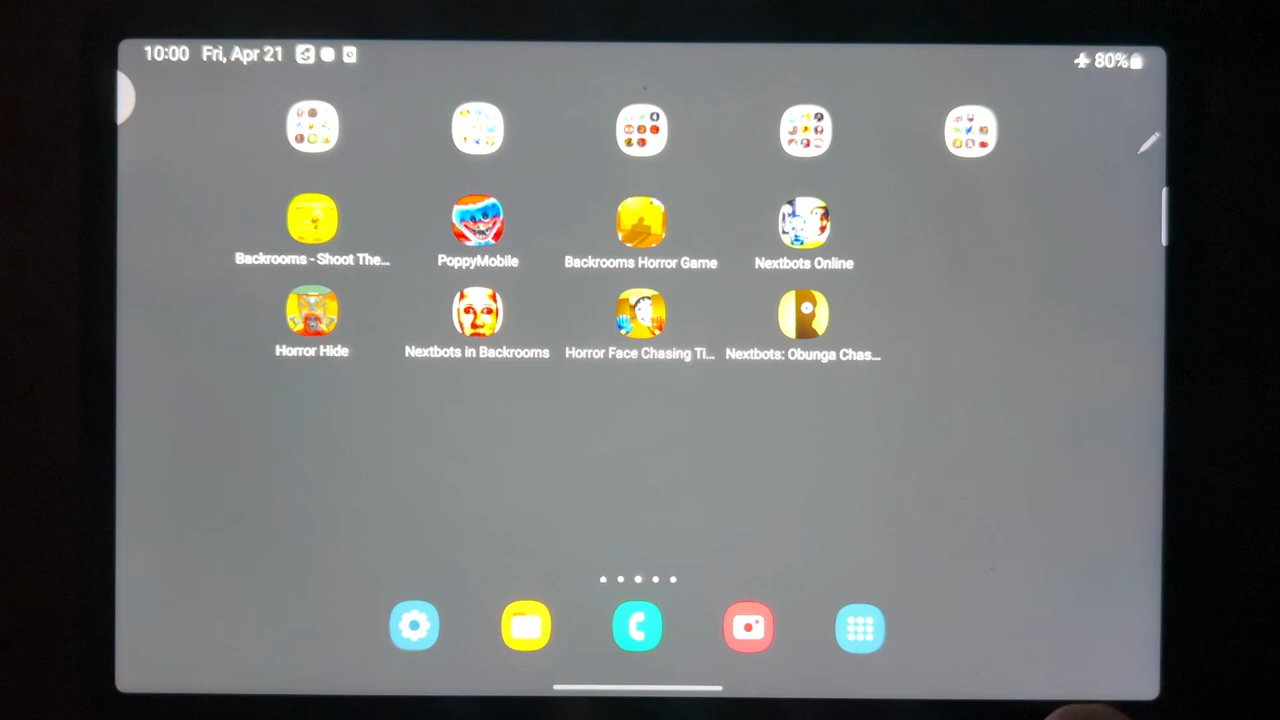 10:00 Fri, Apr 21 80%
Backrooms - Shoot The... PoppyMobile Backrooms Horror Game Nextbots Online
Horror Hide Nextbots in Backrooms Horror Face Chasing Ti... Nextbots: Obunga Chas...